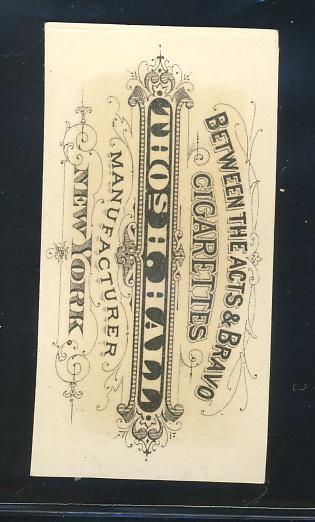 BETWEEN THE ACTS & BRAVO
CIGARETTES
THOS H. HALL
MANUFACTURER
NEW YORK